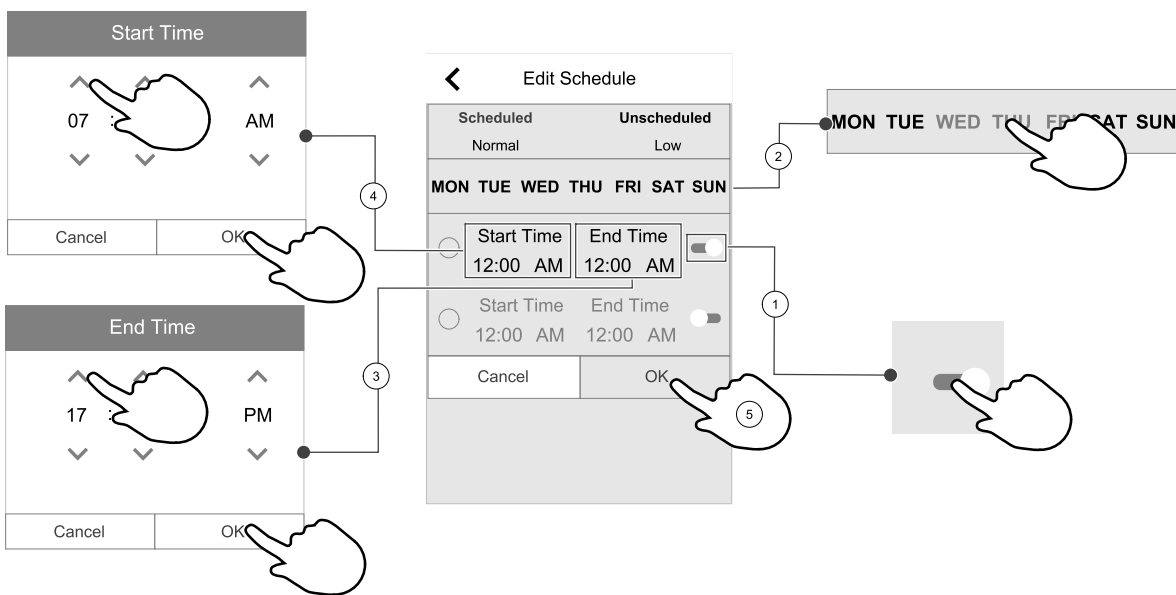 Start Time
07 : AM
Cancel OK
4
End Time
17 : PM
Cancel OK
3
Edit Schedule
Scheduled Unscheduled
Normal Low
MON TUE WED THU FRI SAT SUN
Start Time End Time
12:00 AM 12:00 AM
Start Time End Time
12:00 AM 12:00 AM
Cancel OK
5
2
MON TUE WED THU FRI SAT SUN
1